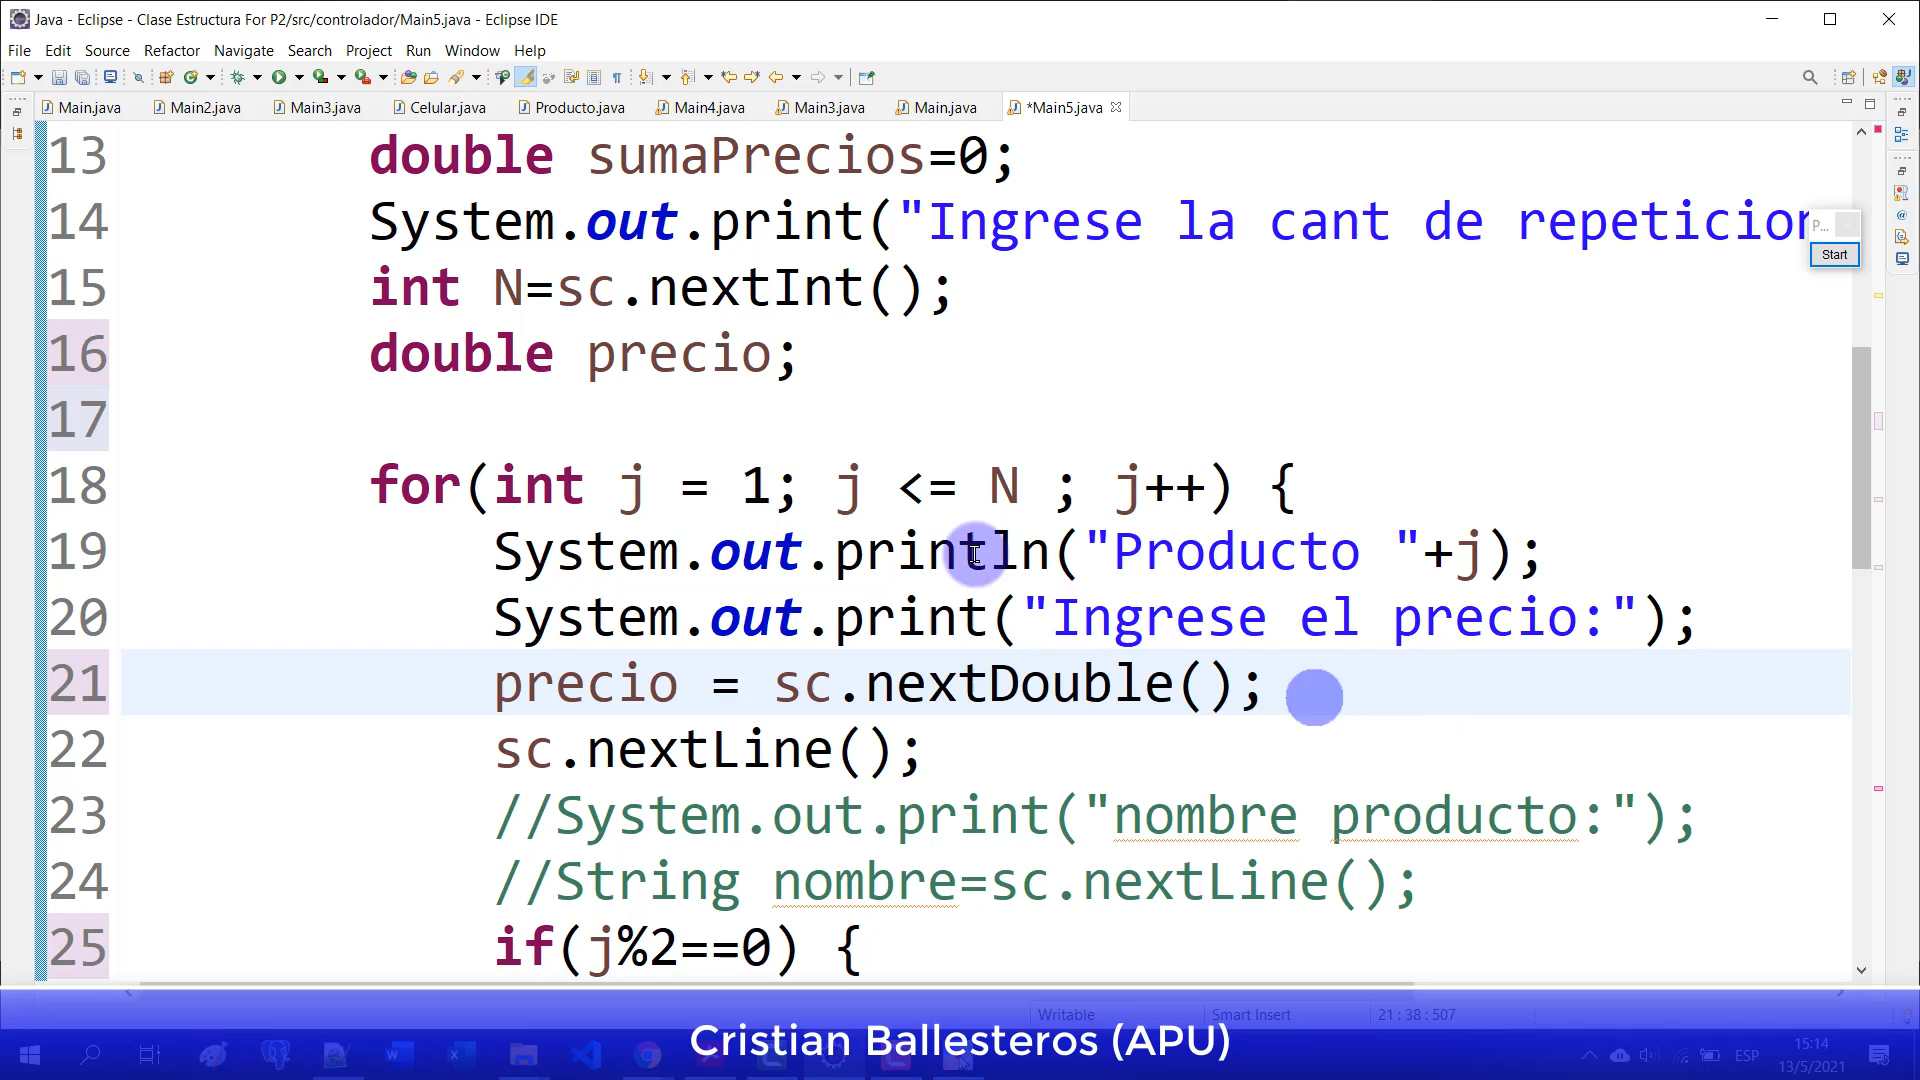 Java - Eclipse - Clase Estructura For P2/src/controlador/Main5.java - Eclipse IDE
File Edit Source Refactor Navigate Search Project Run Window Help
Main.java Main2.java Main3.java Celular.java Producto.java Main4.java Main3.java Main.java *Main5.java
13 double sumaPrecios=0;
14 System.out.print("Ingrese la cant de repeticion
P...
Start
15 int N=sc.nextInt();
16 double precio;
17
18 for(int j = 1; j <= N ; j++) {
19 System.out.println("Producto "+j);
20 System.out.print("Ingrese el precio:");
21 precio = sc.nextDouble();
22 sc.nextLine();
23 //System.out.print("nombre producto:");
24 //String nombre=sc.nextLine();
25 if(j%2==0) {
Writable Smart Insert 21 : 38 : 507
Cristian Ballesteros (APU)
ESP
15:14
13/5/2021